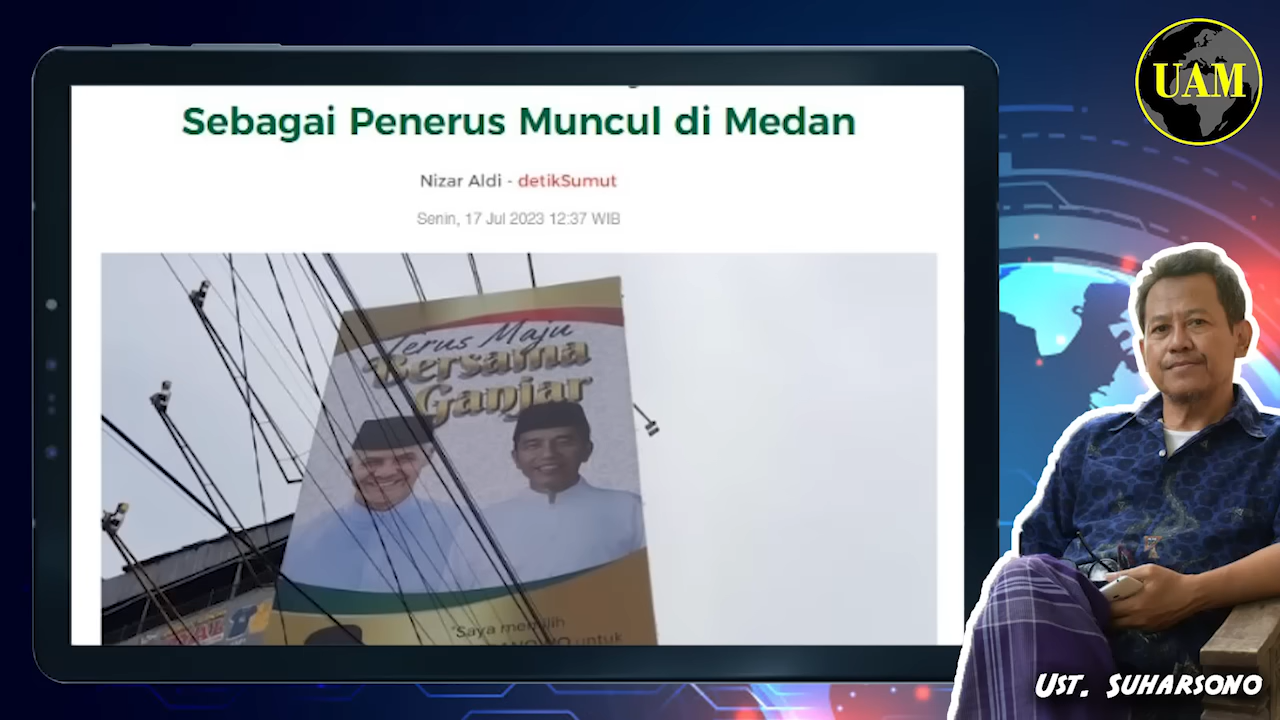 Sebagai Penerus Muncul di Medan
Nizar Aldi - detikSumut
Senin, 17 Jul 2023 12:37 WIB
Terus Maju
Bersama
Ganjar
"Saya memilih
untuk
UAM
UST. SUHARSONO